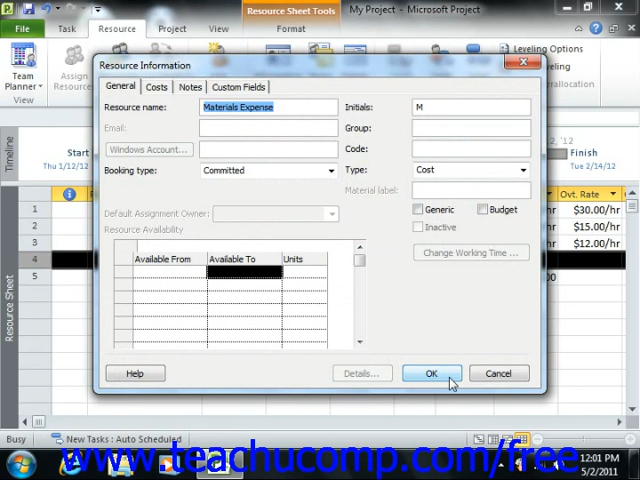 Resource Sheet Tools
My Project - Microsoft Project
File Task Resource Project View Format
Team
Planner
Assign
Resources
Leveling Options
View
Resource Information
General Costs Notes Custom Fields
Resource name: Materials Expense Initials: M
Email: Group:
Windows Account... Code:
Booking type: Committed Type: Cost
Material label:
Generic Budget
Default Assignment Owner: Inactive
Resource Availability
Change Working Time ...
Available From Available To Units
Help Details... OK Cancel
Timeline
Start
Thu 1/12/12
Finish
Tue 2/14/12
Ovt. Rate
1 $30.00/hr
2 $15.00/hr
3 $12.00/hr
4
5
Resource Sheet
Busy New Tasks : Auto Scheduled
www.teachucomp.com/free
12:01 PM
5/2/2011